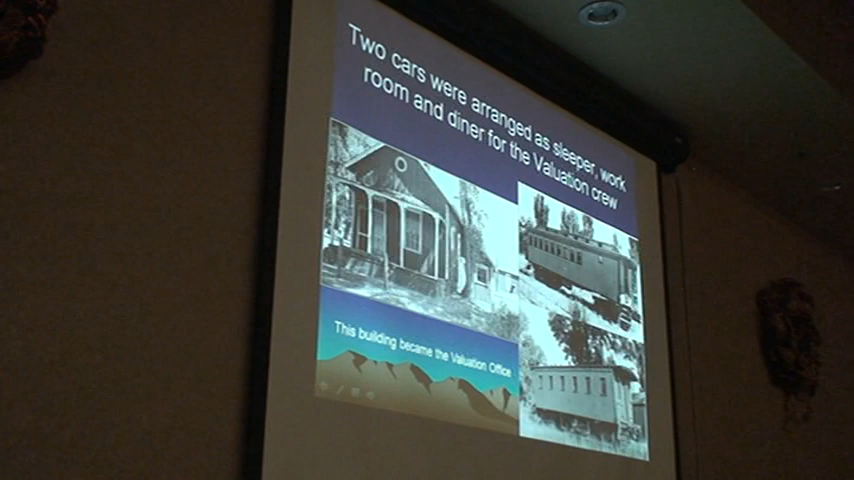 Two cars were arranged as sleeper, work
room and diner for the Valuation crew
This building became the Valuation Office